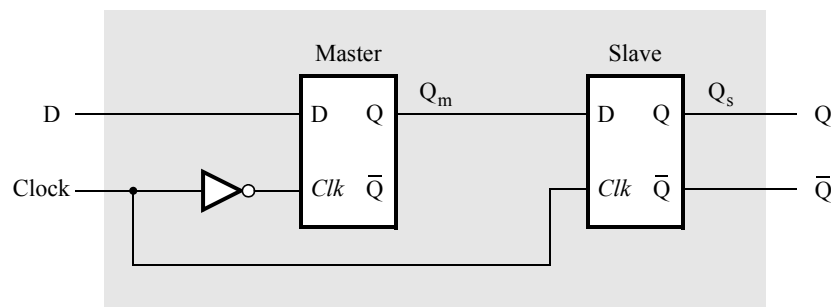 Master Slave
Q_m Q_s
D D Q D Q Q
Clock Clk Q̅ Clk Q̅ Q̅